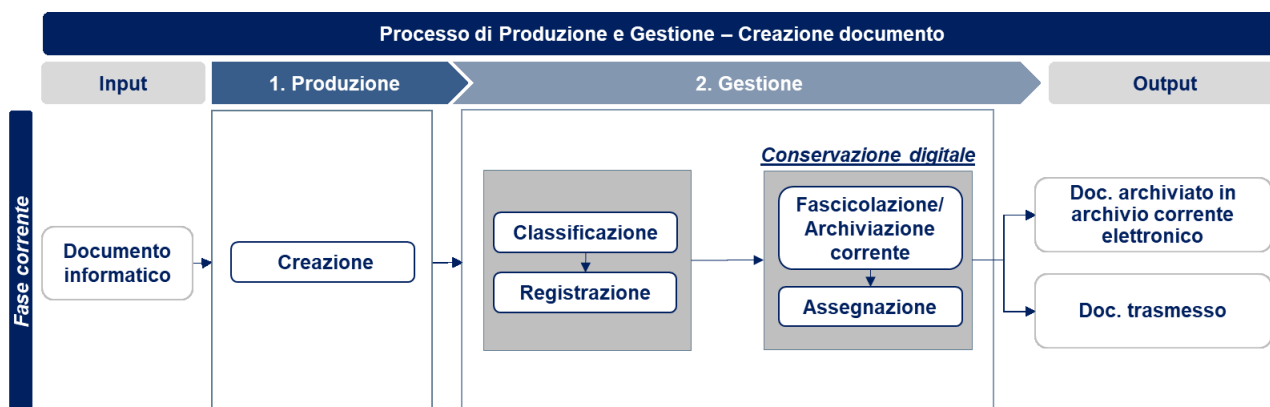 Processo di Produzione e Gestione – Creazione documento
Input
1. Produzione
2. Gestione
Output
Fase corrente
Documento
informatico
Creazione
Classificazione
Registrazione
Conservazione digitale
Fascicolazione/
Archiviazione
corrente
Assegnazione
Doc. archiviato in
archivio corrente
elettronico
Doc. trasmesso